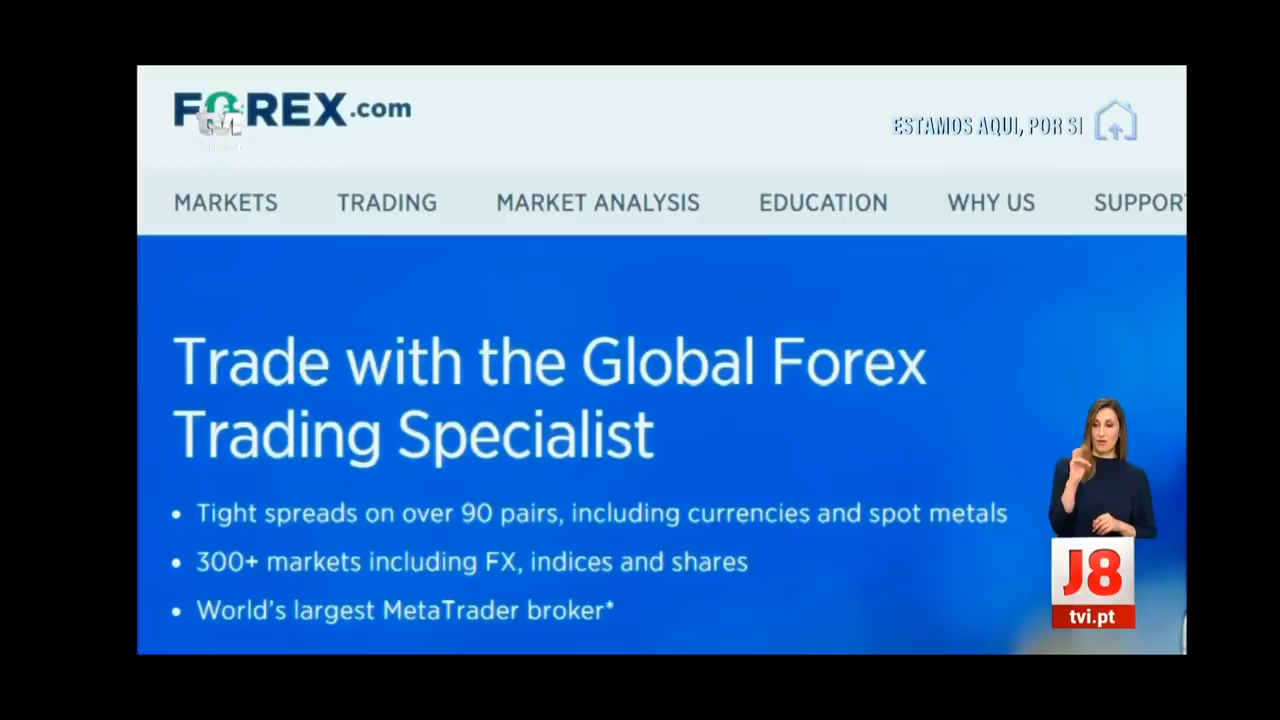 FOREX.com
tvi
ESTAMOS AQUI, POR SI
MARKETS TRADING MARKET ANALYSIS EDUCATION WHY US SUPPOR
Trade with the Global Forex
Trading Specialist
• Tight spreads on over 90 pairs, including currencies and spot metals
• 300+ markets including FX, indices and shares
• World's largest MetaTrader broker*
J8
tvi.pt